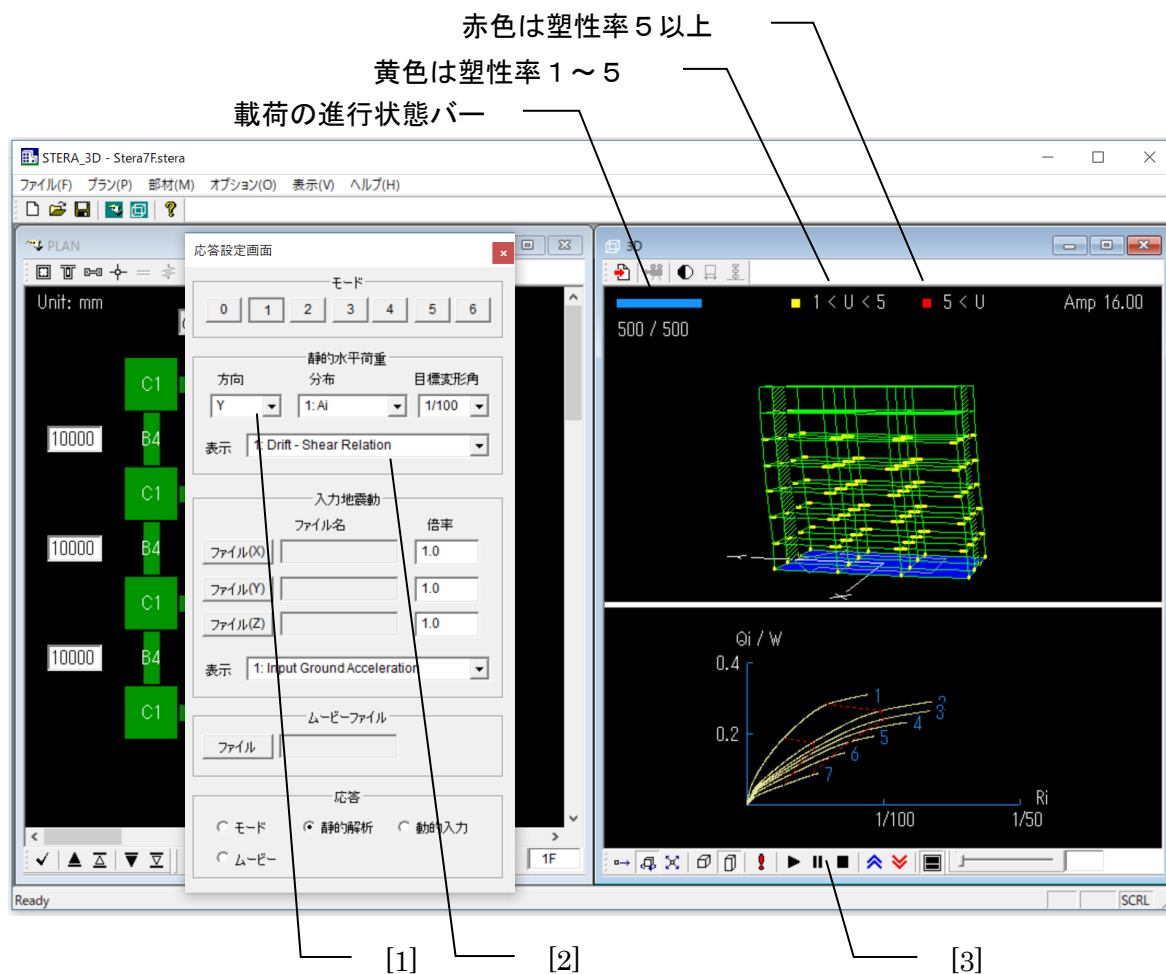 赤色は塑性率５以上
黄色は塑性率１～５
載荷の進行状態バー
STERA_3D - Stera7F.stera
ファイル(F) プラン(P) 部材(M) オプション(O) 表示(V) ヘルプ(H)
PLAN
Unit: mm
C1
10000 B4
C1
10000 B4
C1
10000 B4
C1
1F
応答設定画面
モード
0 1 2 3 4 5 6
静的水平荷重
方向 分布 目標変形角
Y 1: Ai 1/100
表示 1: Drift - Shear Relation
入力地震動
ファイル名 倍率
ファイル(X) 1.0
ファイル(Y) 1.0
ファイル(Z) 1.0
表示 1: Input Ground Acceleration
ムービーファイル
ファイル
応答
モード 静的解析 動的入力
ムービー
3D
1 < U < 5 5 < U Amp 16.00
500 / 500
Qi / W
0.4
0.2
1
2
3
4
5
6
7
Ri
1/100 1/50
Ready SCRL
[1] [2] [3]